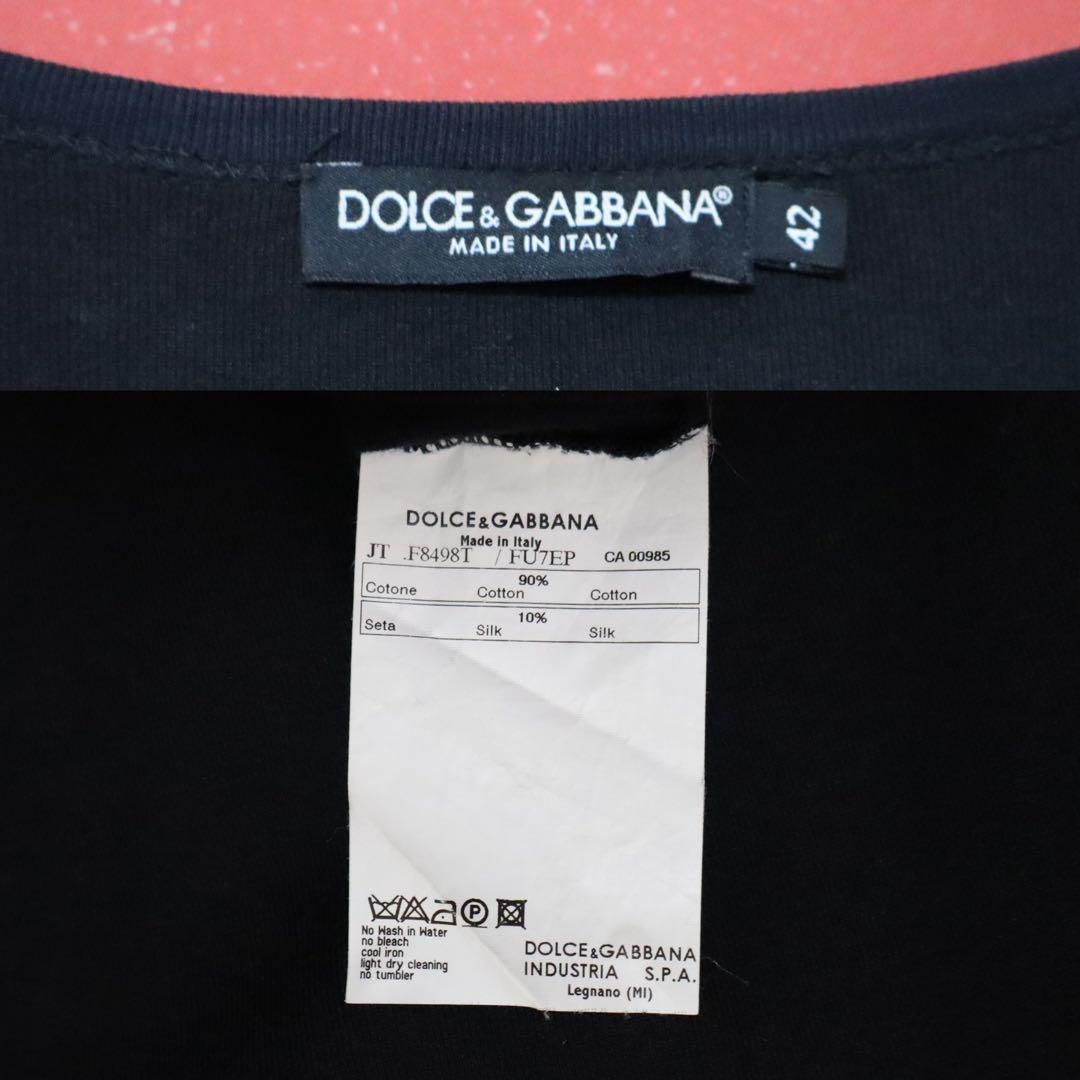 DOLCE & GABBANA®
MADE IN ITALY
42
DOLCE&GABBANA
Made in Italy
JT .F8498T / FU7EP CA 00985
90%
Cotone Cotton Cotton
10%
Seta Silk Silk
P
No Wash in Water
no bleach
cool iron
light dry cleaning
no tumbler
DOLCE&GABBANA
INDUSTRIA S.P.A.
Legnano (MI)